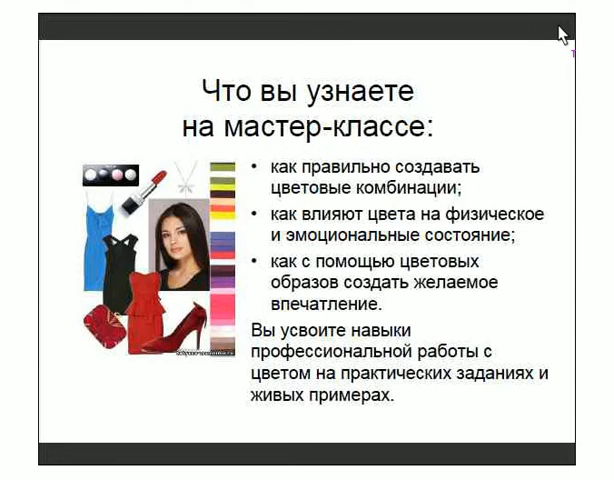 Что вы узнаете
на мастер-классе:
• как правильно создавать
цветовые комбинации;
• как влияют цвета на физическое
и эмоциональные состояние;
• как с помощью цветовых
образов создать желаемое
впечатление.
Вы усвоите навыки
профессиональной работы с
цветом на практических заданиях и
живых примерах.